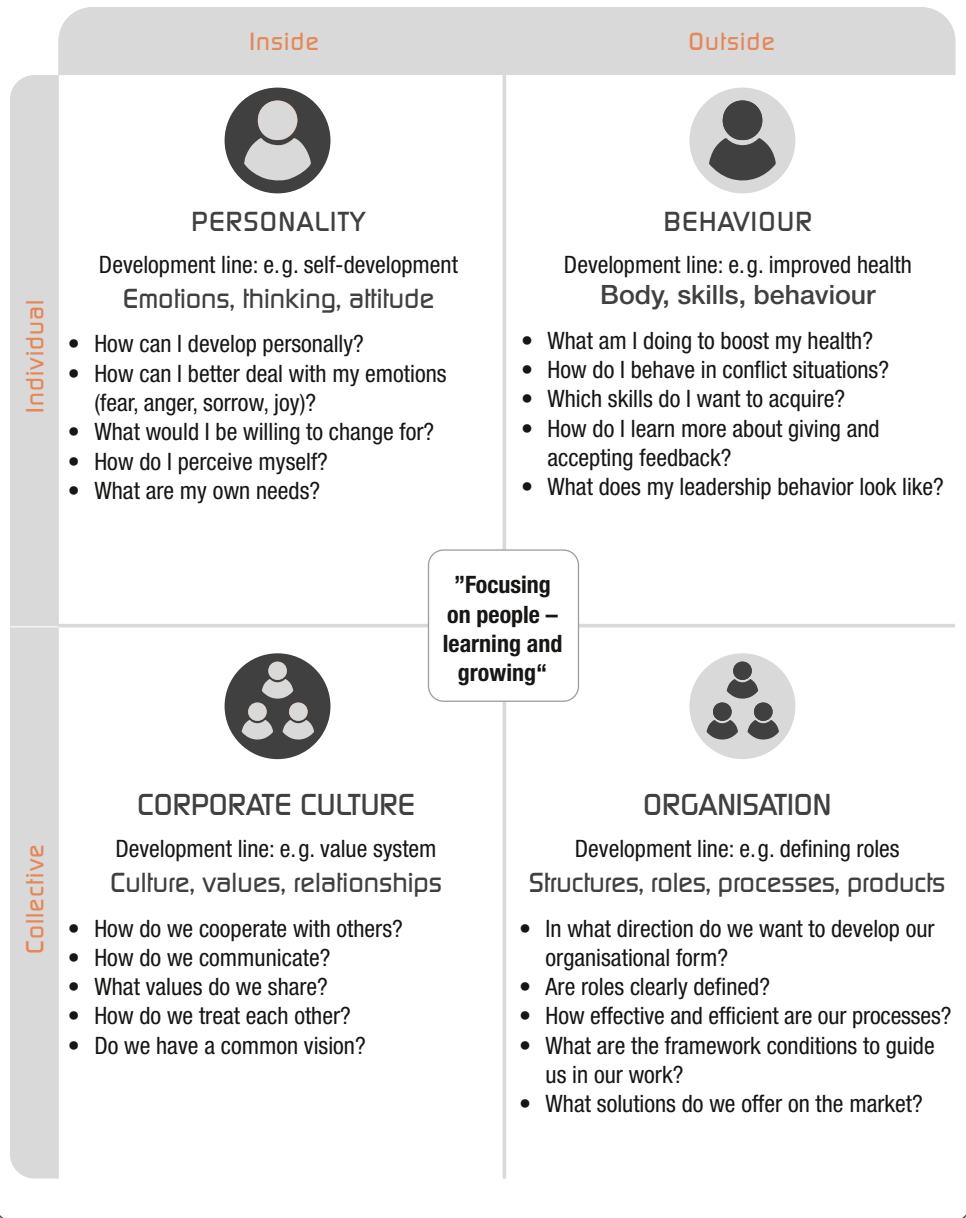 Inside
Outside
Individual
PERSONALITY
Development line: e. g. self-development
Emotions, thinking, attitude
• How can I develop personally?
• How can I better deal with my emotions
(fear, anger, sorrow, joy)?
• What would I be willing to change for?
• How do I perceive myself?
• What are my own needs?
BEHAVIOUR
Development line: e. g. improved health
Body, skills, behaviour
• What am I doing to boost my health?
• How do I behave in conflict situations?
• Which skills do I want to acquire?
• How do I learn more about giving and
accepting feedback?
• What does my leadership behavior look like?
”Focusing
on people –
learning and
growing“
Collective
CORPORATE CULTURE
Development line: e. g. value system
Culture, values, relationships
• How do we cooperate with others?
• How do we communicate?
• What values do we share?
• How do we treat each other?
• Do we have a common vision?
ORGANISATION
Development line: e. g. defining roles
Structures, roles, processes, products
• In what direction do we want to develop our
organisational form?
• Are roles clearly defined?
• How effective and efficient are our processes?
• What are the framework conditions to guide
us in our work?
• What solutions do we offer on the market?